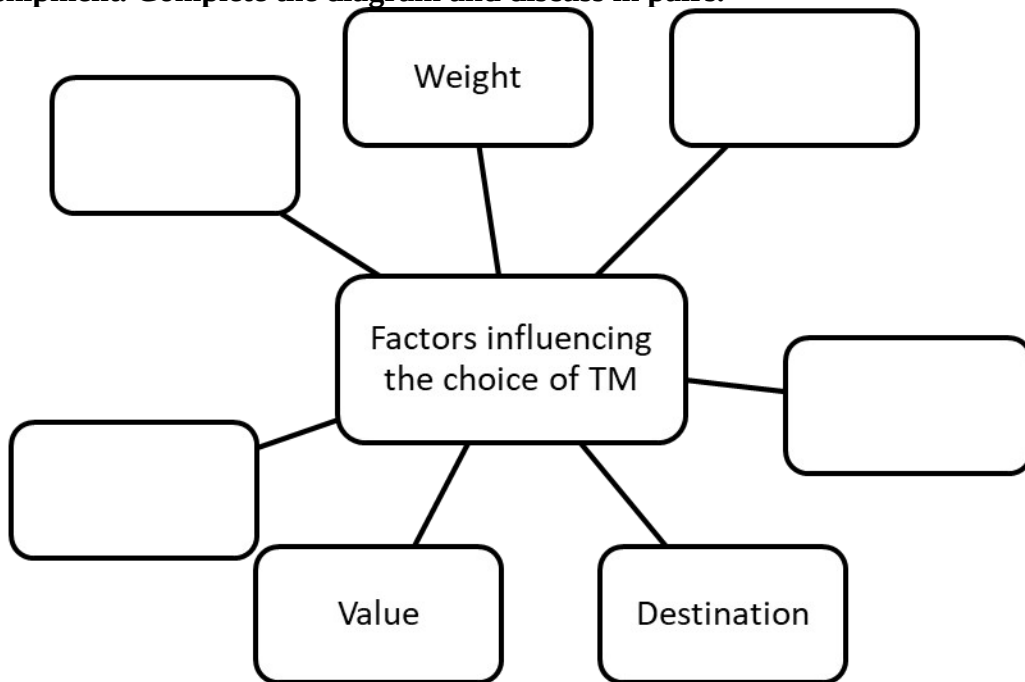 Complete the diagram and discuss in pairs.
Weight
Factors influencing
the choice of TM
Value
Destination